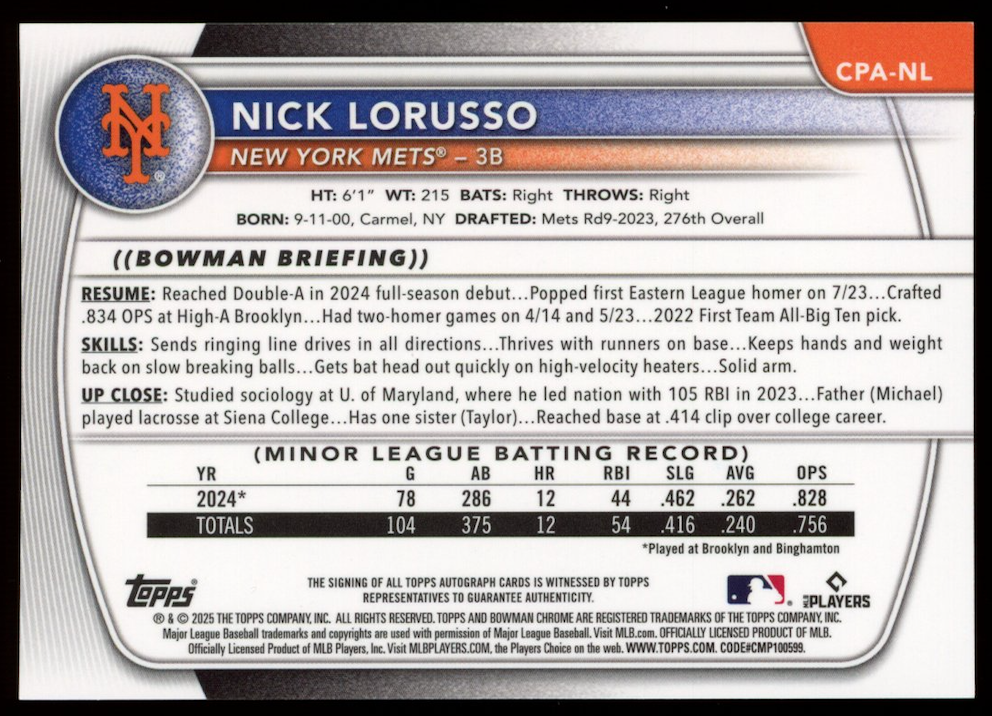 CPA-NL
NY
®
NICK LORUSSO
NEW YORK METS® – 3B
HT: 6'1" WT: 215 BATS: Right THROWS: Right
BORN: 9-11-00, Carmel, NY DRAFTED: Mets Rd9-2023, 276th Overall
((BOWMAN BRIEFING))
RESUME: Reached Double-A in 2024 full-season debut...Popped first Eastern League homer on 7/23...Crafted
.834 OPS at High-A Brooklyn...Had two-homer games on 4/14 and 5/23...2022 First Team All-Big Ten pick.
SKILLS: Sends ringing line drives in all directions...Thrives with runners on base...Keeps hands and weight
back on slow breaking balls...Gets bat head out quickly on high-velocity heaters...Solid arm.
UP CLOSE: Studied sociology at U. of Maryland, where he led nation with 105 RBI in 2023...Father (Michael)
played lacrosse at Siena College...Has one sister (Taylor)...Reached base at .414 clip over college career.
(MINOR LEAGUE BATTING RECORD)
YR G AB HR RBI SLG AVG OPS
2024* 78 286 12 44 .462 .262 .828
TOTALS 104 375 12 54 .416 .240 .756
*Played at Brooklyn and Binghamton
Topps®
THE SIGNING OF ALL TOPPS AUTOGRAPH CARDS IS WITNESSED BY TOPPS
REPRESENTATIVES TO GUARANTEE AUTHENTICITY.
®
MLB PLAYERS
® & © 2025 THE TOPPS COMPANY, INC. ALL RIGHTS RESERVED. TOPPS AND BOWMAN CHROME ARE REGISTERED TRADEMARKS OF THE TOPPS COMPANY, INC.
Major League Baseball trademarks and copyrights are used with permission of Major League Baseball. Visit MLB.com. OFFICIALLY LICENSED PRODUCT OF MLB.
Officially Licensed Product of MLB Players, Inc. Visit MLBPLAYERS.COM, the Players Choice on the web. WWW.TOPPS.COM. CODE#CMP100599.